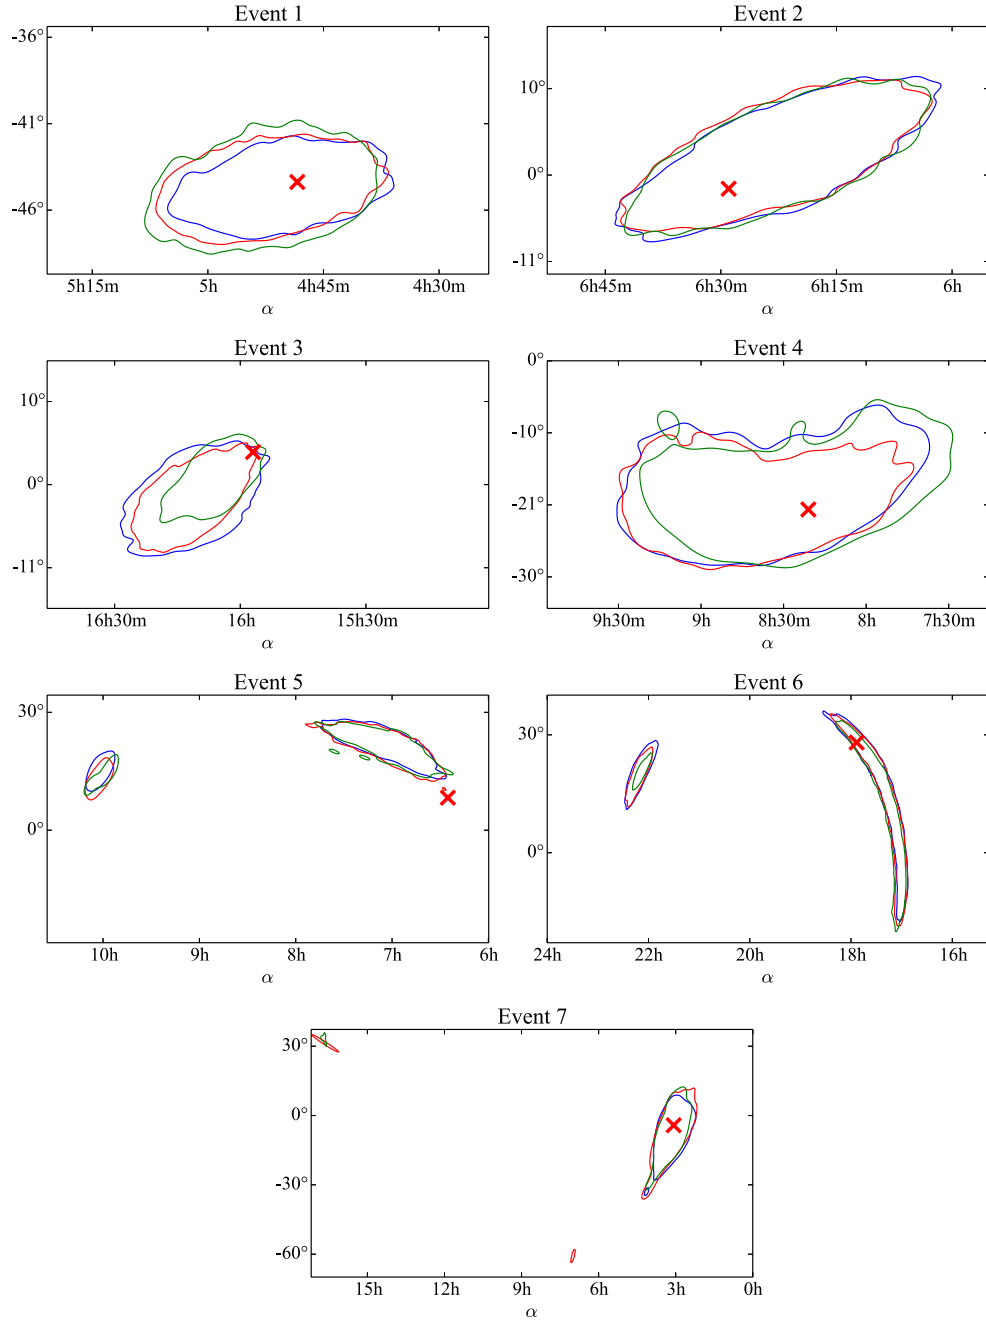 Event 1
-36°
-41°
-46°
5h15m 5h 4h45m 4h30m
α
Event 2
10°
0°
-11°
6h45m 6h30m 6h15m 6h
α
Event 3
10°
0°
-11°
16h30m 16h 15h30m
α
Event 4
0°
-10°
-21°
-30°
9h30m 9h 8h30m 8h 7h30m
α
Event 5
30°
0°
10h 9h 8h 7h 6h
α
Event 6
30°
0°
24h 22h 20h 18h 16h
α
Event 7
30°
0°
-30°
-60°
15h 12h 9h 6h 3h 0h
α